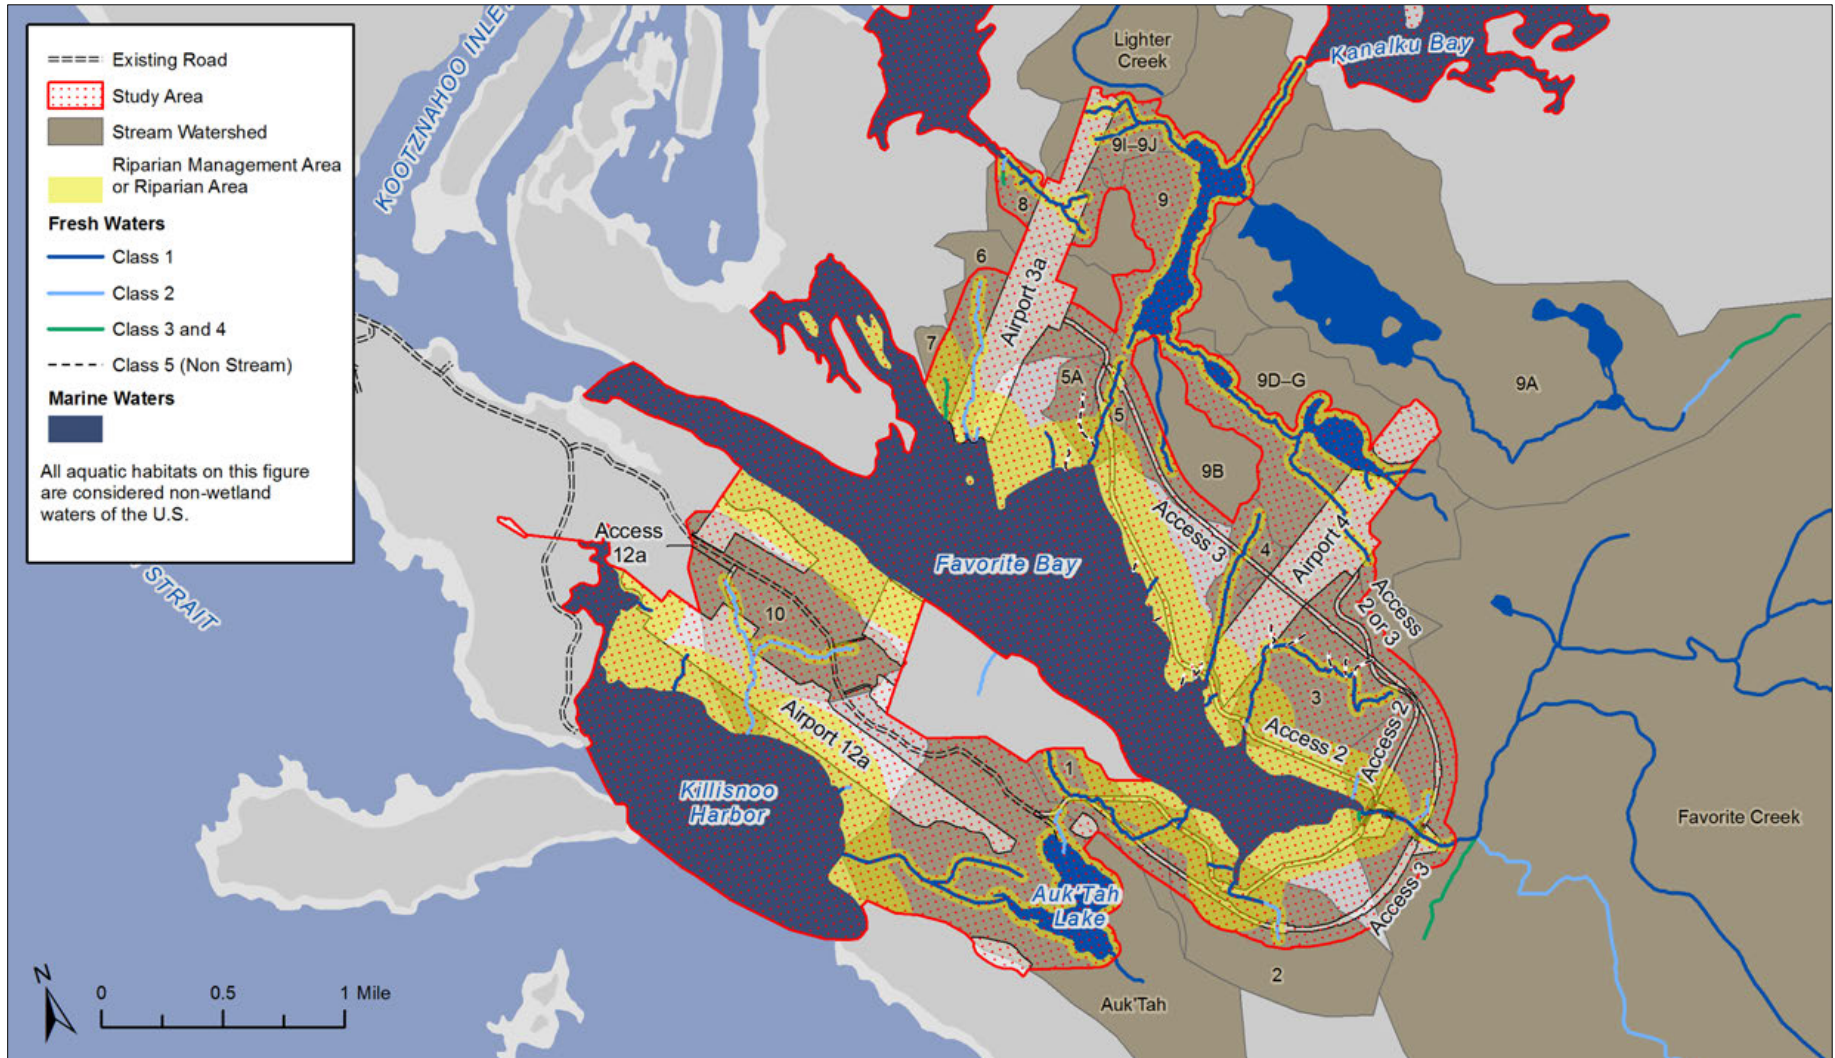 Existing Road
Study Area
Stream Watershed
Riparian Management Area
or Riparian Area
Fresh Waters
Class 1
Class 2
Class 3 and 4
Class 5 (Non Stream)
Marine Waters
All aquatic habitats on this figure
are considered non-wetland
waters of the U.S.
KOOTZNAHOO INLET
STRAIT
Lighter
Creek
Kanalku Bay
9I–9J
8
9
6
Airport 3a
7
5A
5
9D–G
9A
9B
Access 3
4
Airport 4
Access
12a
Favorite Bay
Access
2 or 3
10
3
Airport 12a
Access 2
Access 2
1
Killisnoo
Harbor
Favorite Creek
Auk'Tah
Lake
Access 3
2
Auk'Tah
N
0
0.5
1 Mile